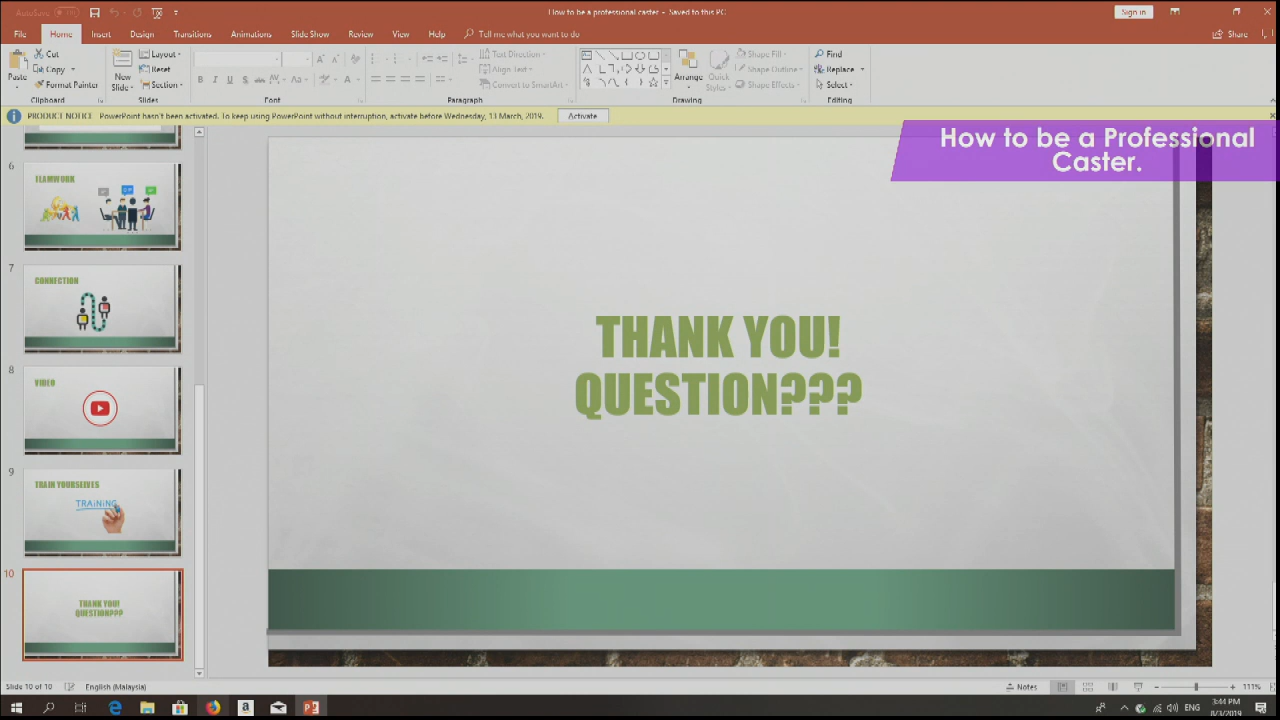 AutoSave
How to be a professional caster - Saved to this PC
Sign in
File Home Insert Design Transitions Animations Slide Show Review View Help Tell me what you want to do
Share
Paste
Cut
Copy
Format Painter
Clipboard
New
Slide
Layout
Reset
Section
Slides
Font
Text Direction
Align Text
Convert to SmartArt
Paragraph
Arrange
Quick
Styles
Shape Fill
Shape Outline
Shape Effects
Drawing
Find
Replace
Select
Editing
PRODUCT NOTICE PowerPoint hasn't been activated. To keep using PowerPoint without interruption, activate before Wednesday, 13 March, 2019.
Activate
How to be a Professional
Caster.
6
TEAMWORK
7
CONNECTION
8
VIDEO
9
TRAIN YOURSELVES
TRAINING
10
THANK YOU!
QUESTION???
THANK YOU!
QUESTION???
Slide 10 of 10
English (Malaysia)
Notes
111%
ENG
3:44 PM
8/3/2019